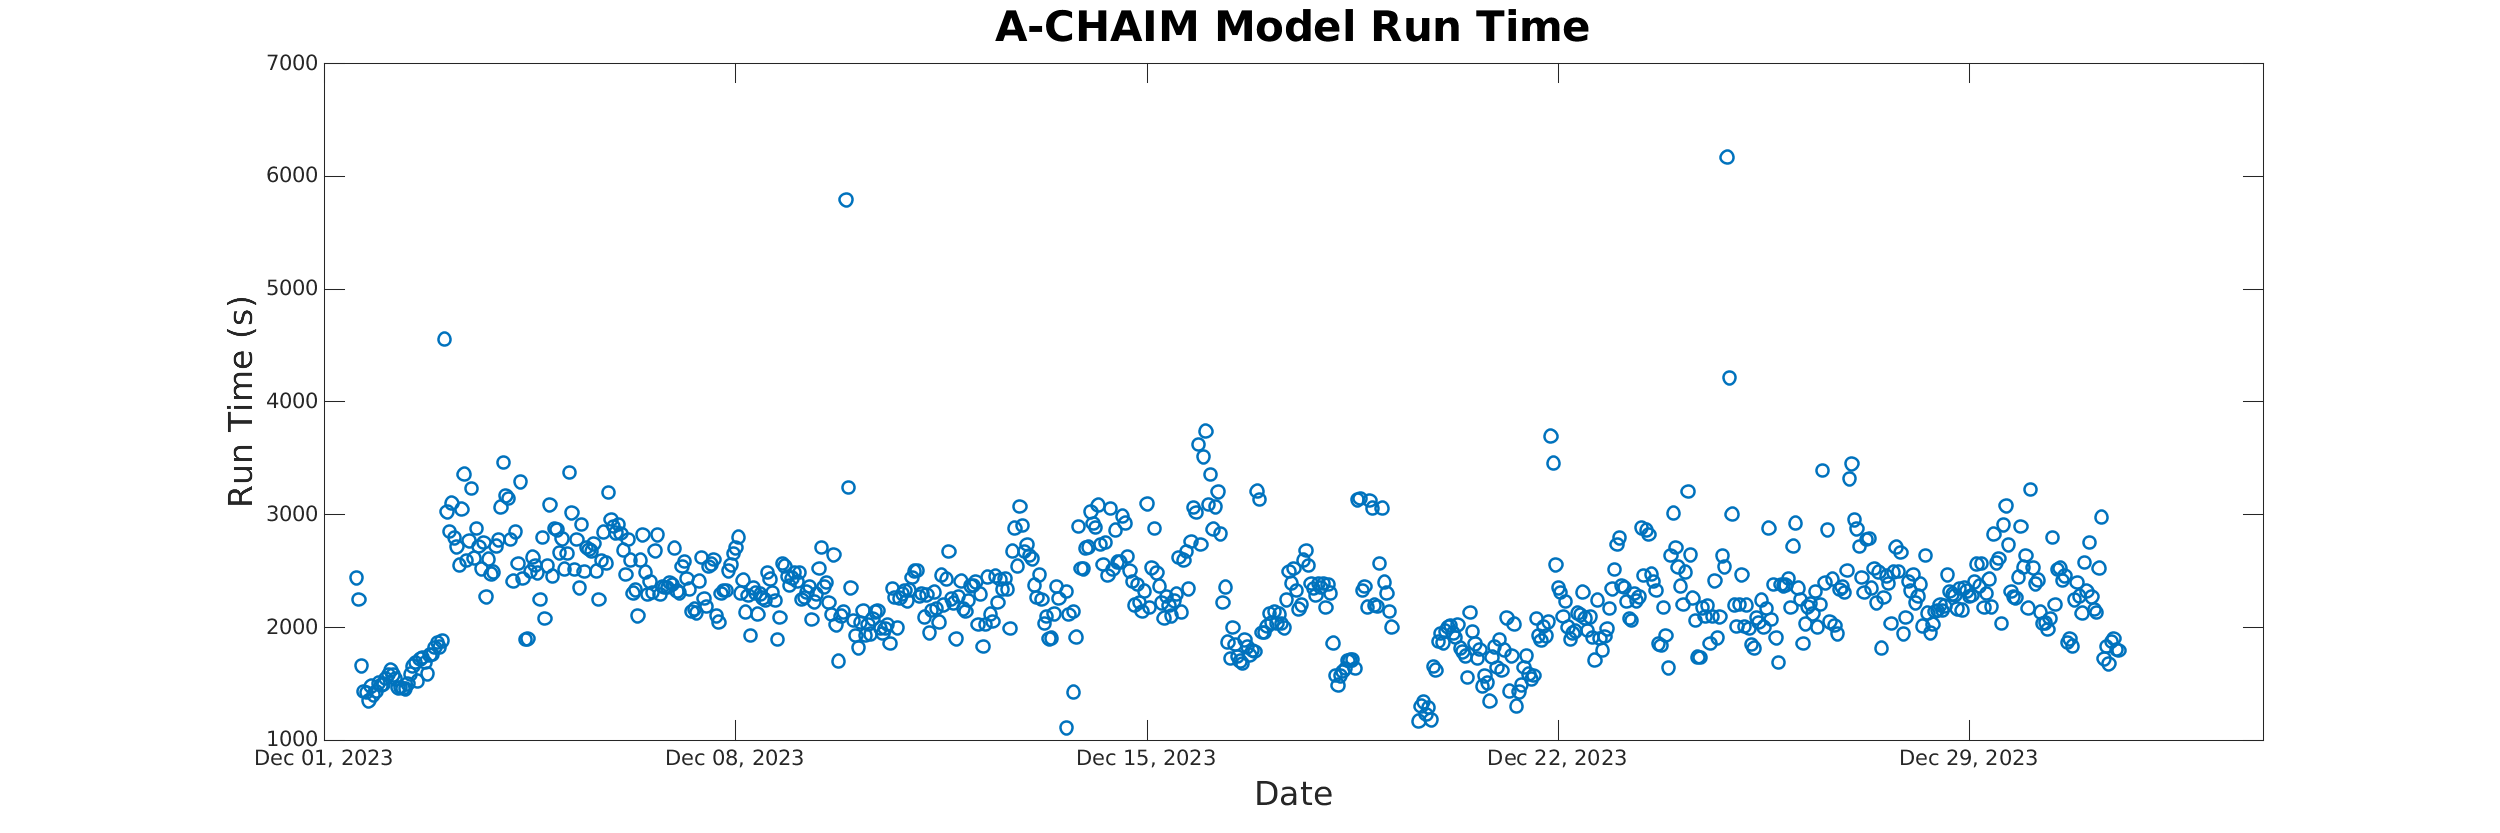 A-CHAIM Model Run Time
7000
6000
5000
4000
3000
2000
1000
Run Time (s)
Dec 01, 2023 Dec 08, 2023 Dec 15, 2023 Dec 22, 2023 Dec 29, 2023
Date